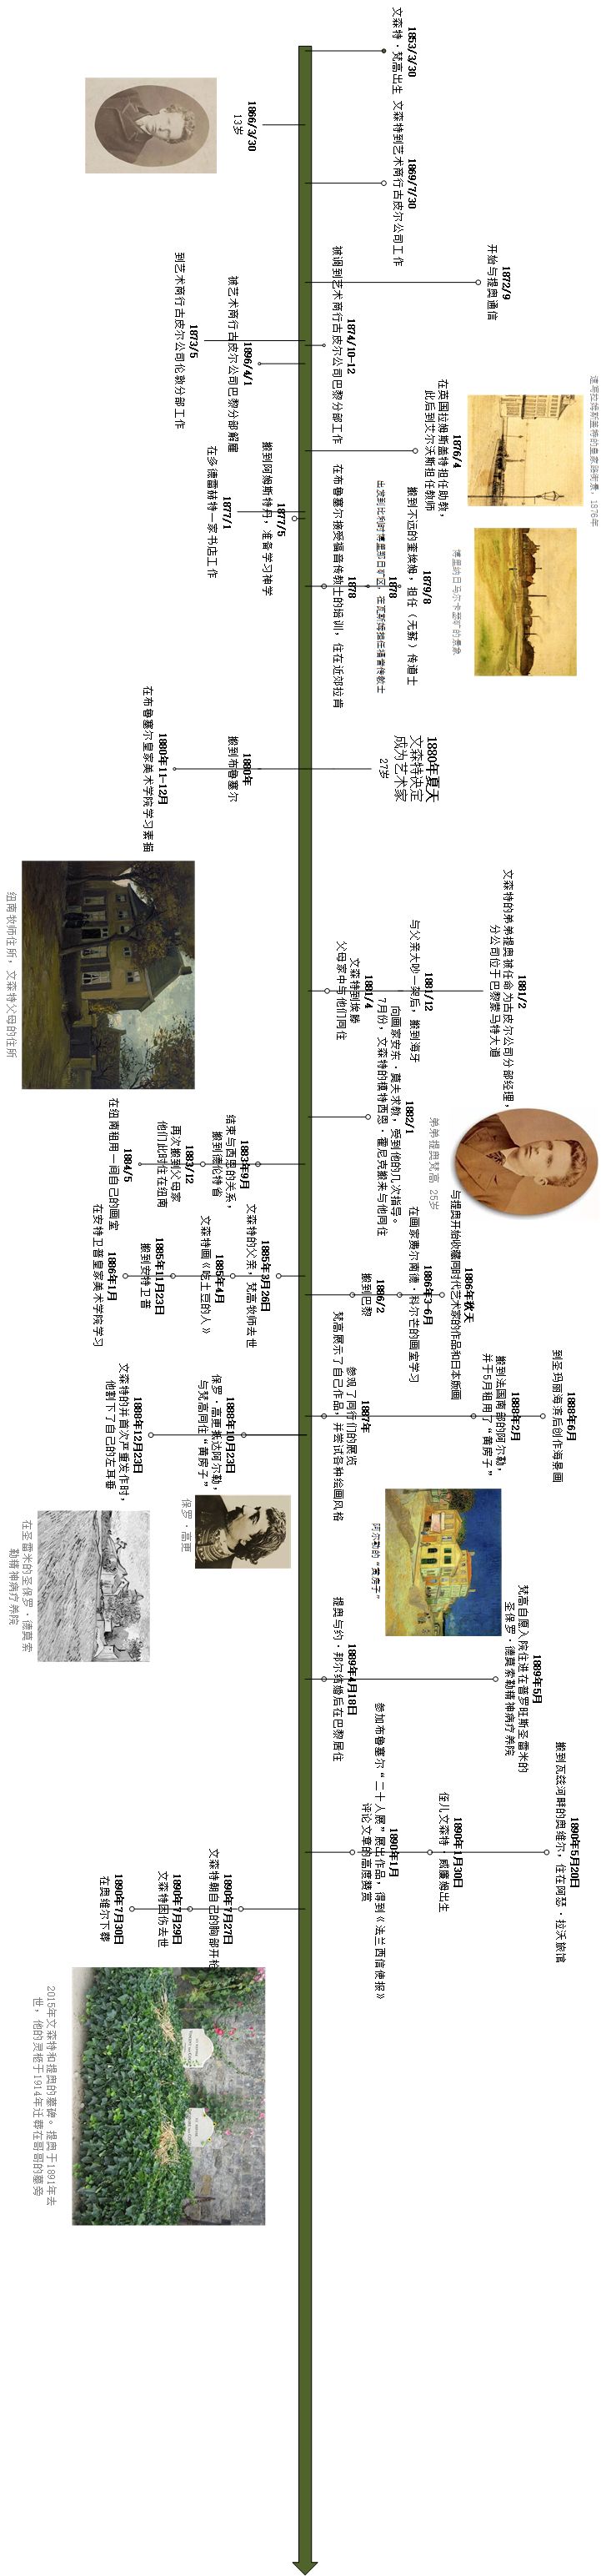 1853/3/30
文森特·梵高出生
1866/3/30
13岁
1869/7/30
文森特到艺术商行古皮尔公司工作
1872/9
开始与提奥通信
1873/5
到艺术商行古皮尔公司伦敦分部工作
1874/10-12
被调到艺术商行古皮尔公司巴黎分部工作
1896/4/1
被艺术商行古皮尔公司巴黎分部解雇
1876/4
在英国拉姆斯盖特担任助教，
此后到艾尔沃斯担任教师
速写拉姆斯盖特的皇家路街景，1876年
1877/1
在多德雷赫特一家书店工作
1877/5
搬到阿姆斯特丹，准备学习神学
1878
在布鲁塞尔接受福音传教士的培训，住在近郊拉肯
1878
出发到比利时博里那日矿区，在瓦斯姆担任福音传教士
1879/8
搬到不远的奎埃姆，担任（无薪）传道士
博里纳日马尔卡瑟矿的景象
1880年夏天
文森特决定
成为艺术家
27岁
1880年
搬到布鲁塞尔
1880年11-12月
在布鲁塞尔皇家美术学院学习素描
纽南牧师住所，文森特父母的住所
1881/2
文森特的弟弟提奥被任命为古皮尔公司分部经理，
分公司位于巴黎蒙马特大道
1881/12
与父亲大吵一架后，搬到海牙
1881/4
文森特到埃滕
父母家中与他们同住
1882/1
向画家安东·莫夫求教，受到他的几次指导。
7月份，文森特的模特西恩·霍尼克搬来与他同住
弟弟提奥梵高 25岁
1883年9月
结束与西恩的关系，
搬到德伦特省
1883/12
再次搬到父母家
他们此时住在纽南
1884/5
在纽南租用一间自己的画室
1885年3月26日
文森特的父亲，梵高牧师去世
1885年4月
文森特画《吃土豆的人》
1885年11月23日
搬到安特卫普
1886年1月
在安特卫普皇家美术学院学习
1886年秋天
与提奥开始收藏同时代艺术家的作品和日本版画
1886年3-6月
在画家费尔南德·科尔芒的画室学习
1886/2
搬到巴黎
1887年
参观了同行们的展览
梵高展示了自己作品，并尝试各种绘画风格
1888年6月
到圣玛丽海滨后创作海景画
1888年2月
搬到法国南部的阿尔勒，
并于5月租用了“黄房子”
1888年10月23日
保罗·高更抵达阿尔勒，
与梵高同住“黄房子”
1888年12月23日
文森特的并首次严重发作时，
他割下了自己的左耳垂
保罗·高更
阿尔勒的“黄房子”
在圣雷米的圣保罗·德莫索
勒精神病疗养院
1889年5月
梵高自愿入院住进在普罗旺斯圣雷米的
圣保罗·德莫索勒精神病疗养院
1889年4月18日
提奥与约·邦尔结婚后在巴黎居住
1890年5月20日
搬到瓦兹河畔的奥维尔，住在阿瑟·拉沃旅馆
1890年1月30日
侄儿文森特·威廉姆出生
1890年1月
参加布鲁塞尔“二十人展”展出作品，得到《法兰西信使报》
评论文章的高度赞赏
1890年7月27日
文森特朝自己的胸部开枪
1890年7月29日
文森特因伤去世
1890年7月30日
在奥维尔下葬
2015年文森特和提奥的墓碑。提奥于1891年去
世，他的灵柩于1914年迁葬在哥哥的墓旁